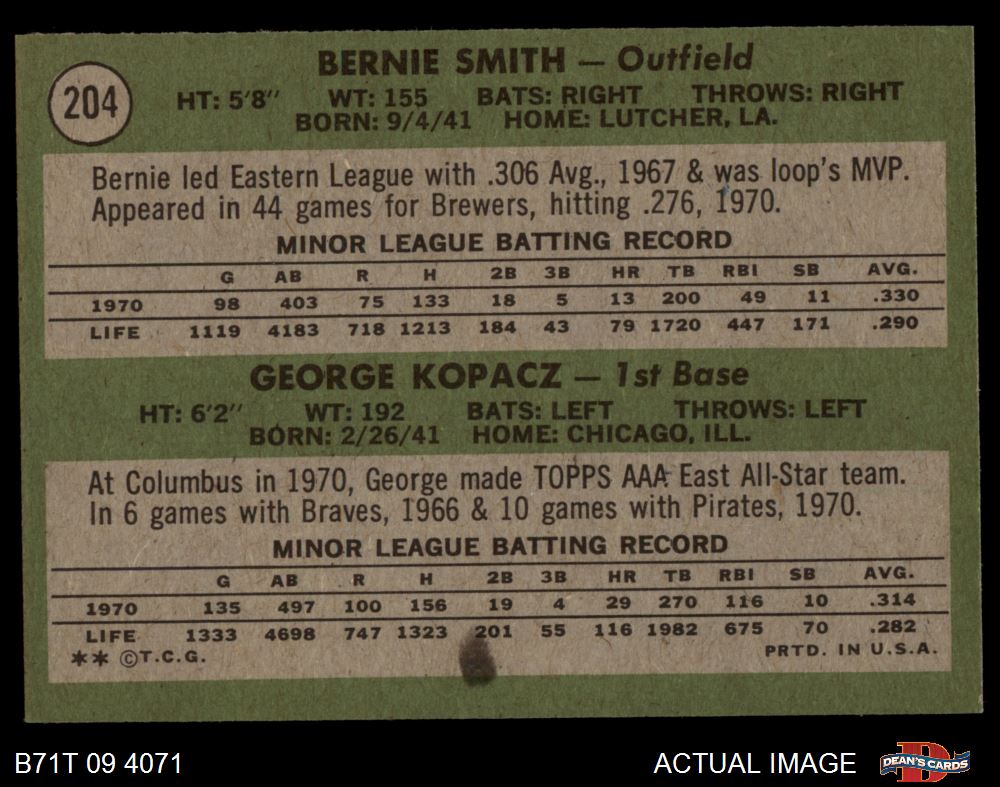 BERNIE SMITH — Outfield
204
HT: 5'8" WT: 155 BATS: RIGHT THROWS: RIGHT
BORN: 9/4/41 HOME: LUTCHER, LA.
Bernie led Eastern League with .306 Avg., 1967 & was loop's MVP.
Appeared in 44 games for Brewers, hitting .276, 1970.
MINOR LEAGUE BATTING RECORD
G AB R H 2B 3B HR TB RBI SB AVG.
1970 98 403 75 133 18 5 13 200 49 11 .330
LIFE 1119 4183 718 1213 184 43 79 1720 447 171 .290
GEORGE KOPACZ — 1st Base
HT: 6'2" WT: 192 BATS: LEFT THROWS: LEFT
BORN: 2/26/41 HOME: CHICAGO, ILL.
At Columbus in 1970, George made TOPPS AAA East All-Star team.
In 6 games with Braves, 1966 & 10 games with Pirates, 1970.
MINOR LEAGUE BATTING RECORD
G AB R H 2B 3B HR TB RBI SB AVG.
1970 135 497 100 156 19 4 29 270 116 10 .314
LIFE 1333 4698 747 1323 201 55 116 1982 675 70 .282
** ©T.C.G. PRTD. IN U.S.A.
B71T 09 4071 ACTUAL IMAGE DEAN'S CARDS